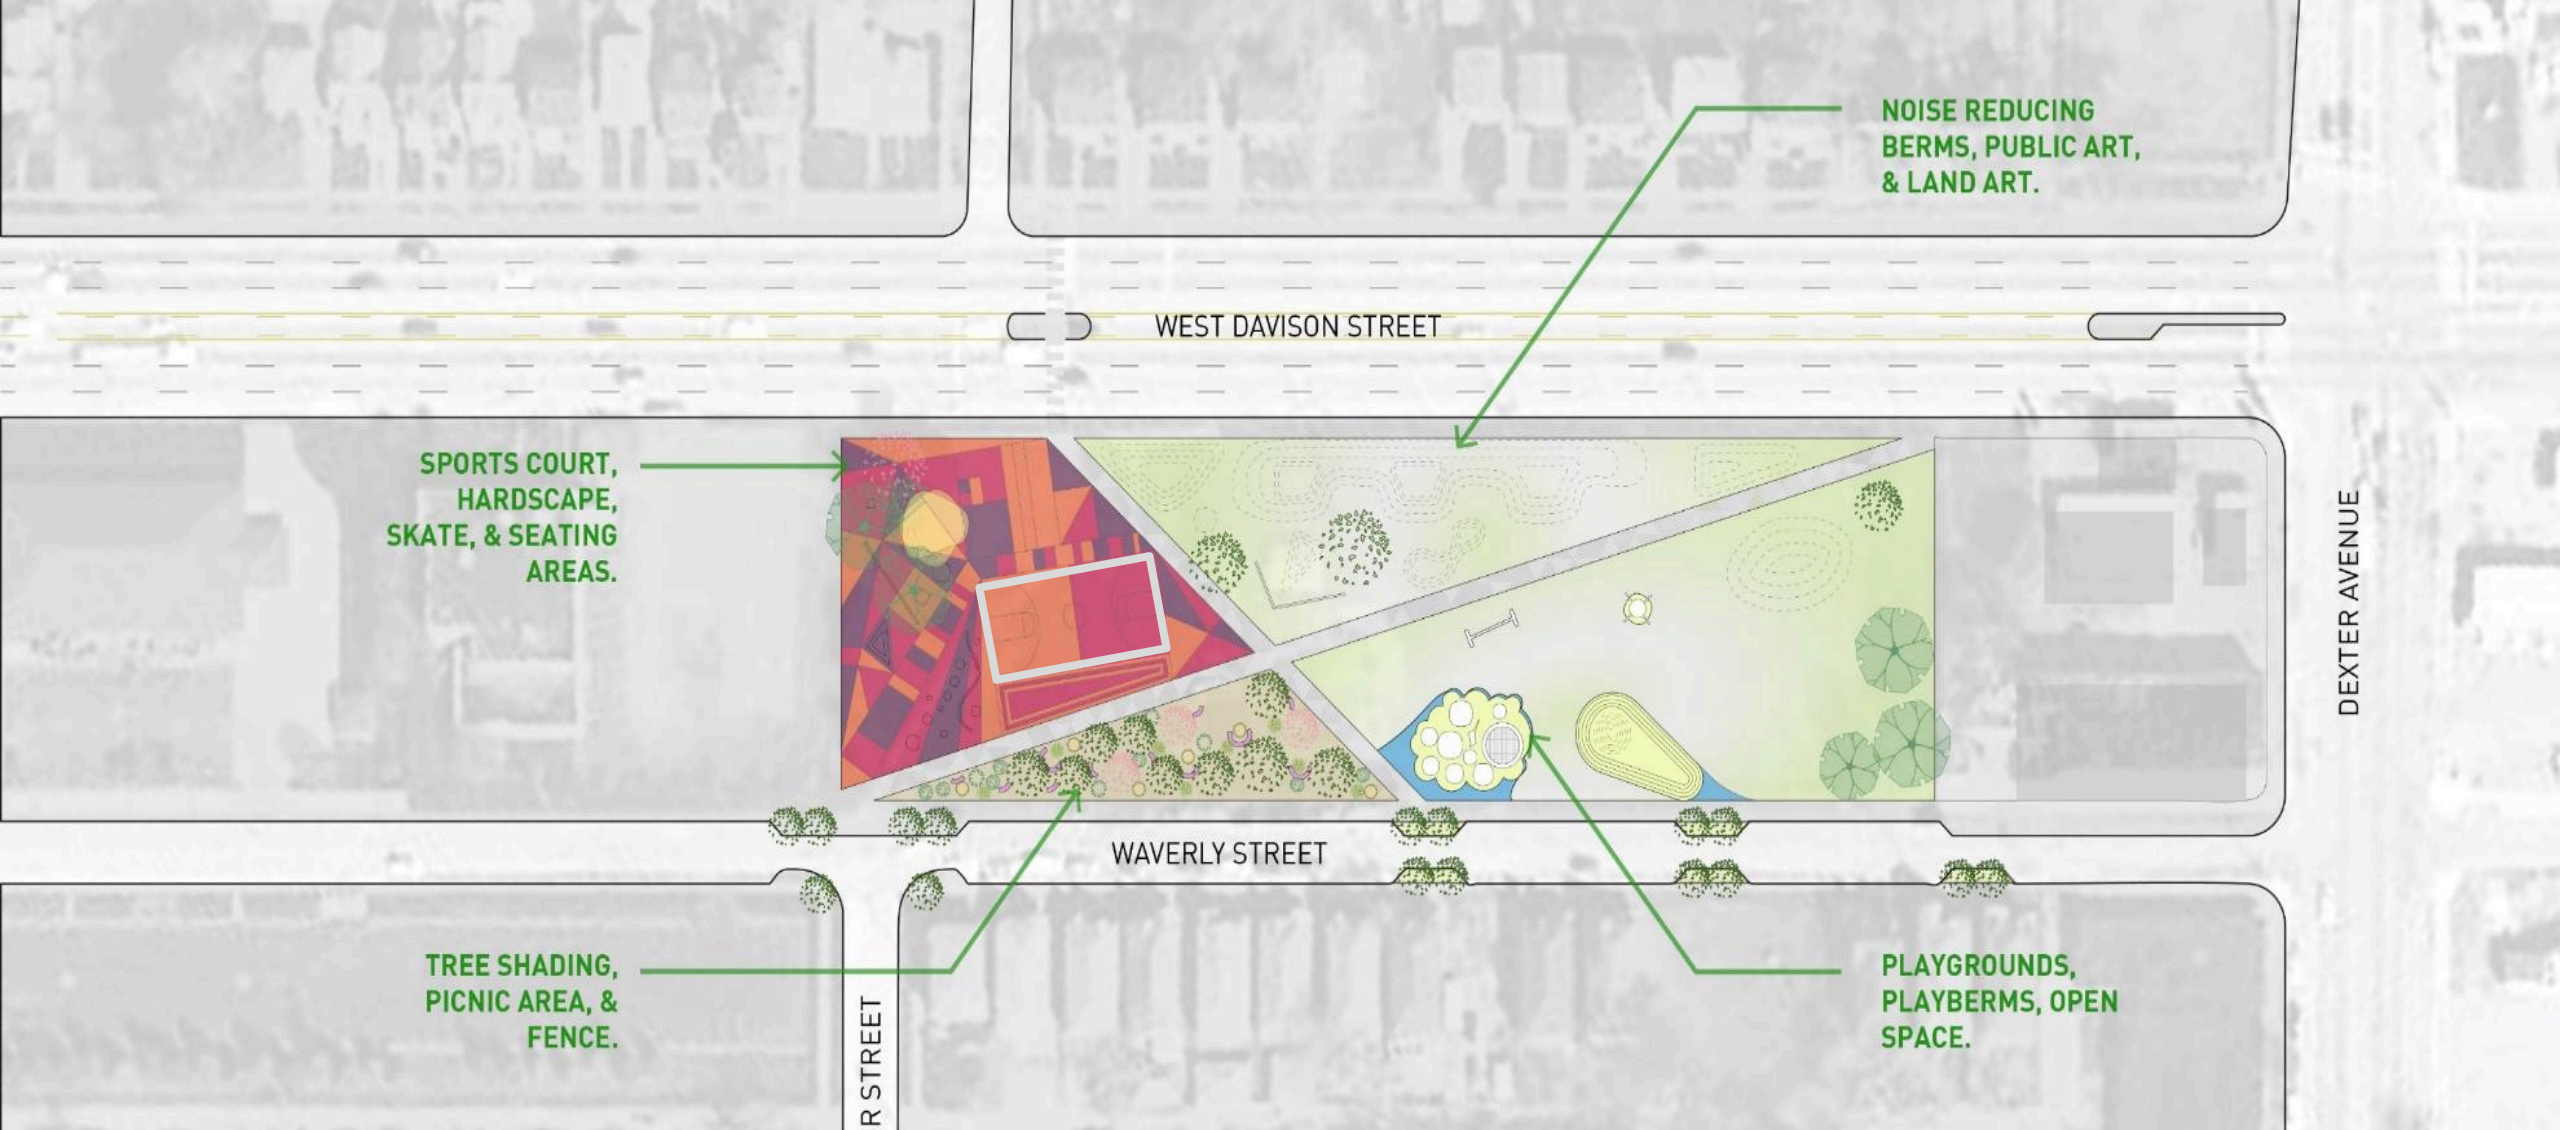 NOISE REDUCING
BERMS, PUBLIC ART,
& LAND ART.
WEST DAVISON STREET
SPORTS COURT,
HARDSCAPE,
SKATE, & SEATING
AREAS.
DEXTER AVENUE
WAVERLY STREET
TREE SHADING,
PICNIC AREA, &
FENCE.
R STREET
PLAYGROUNDS,
PLAYBERMS, OPEN
SPACE.